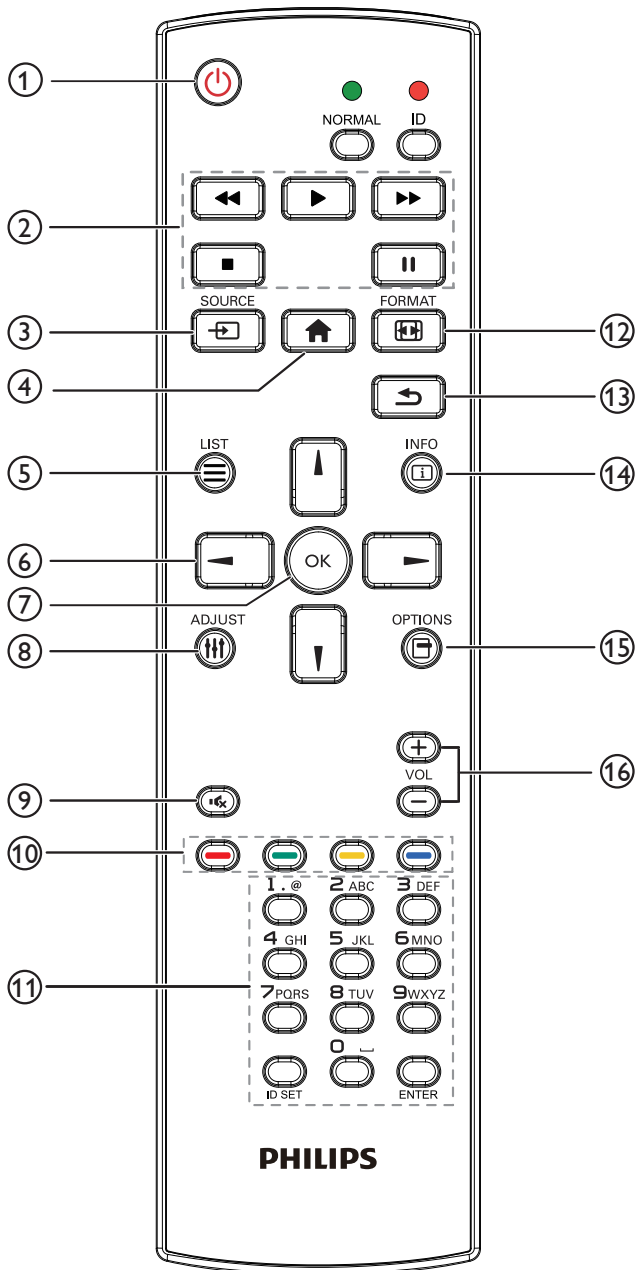 1
NORMAL ID
2
SOURCE FORMAT
3 12
4 13
LIST INFO
i
5 14
6 OK
7
ADJUST OPTIONS
8 15
VOL
9 16
10
1 . @ 2 ABC 3 DEF
4 GHI 5 JKL 6 MNO
11
7 PQRS 8 TUV 9 WXYZ
0 ⎵
ID SET ENTER
PHILIPS